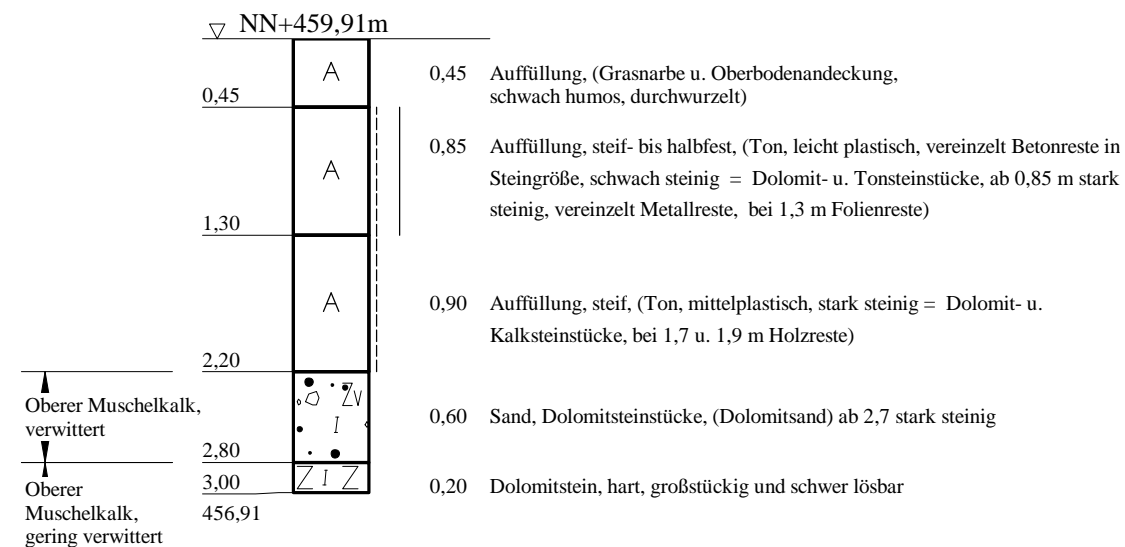 NN+459,91m
A
0,45 Auffüllung, (Grasnarbe u. Oberbodenandeckung,
schwach humos, durchwurzelt)
0,45
0,85 Auffüllung, steif- bis halbfest, (Ton, leicht plastisch, vereinzelt Betonreste in
A
Steingröße, schwach steinig = Dolomit- u. Tonsteinstücke, ab 0,85 m stark
steinig, vereinzelt Metallreste, bei 1,3 m Folienreste)
1,30
A
0,90 Auffüllung, steif, (Ton, mittelplastisch, stark steinig = Dolomit- u.
Kalksteinstücke, bei 1,7 u. 1,9 m Holzreste)
2,20
Oberer Muschelkalk,
verwittert
Zv
I
0,60 Sand, Dolomitsteinstücke, (Dolomitsand) ab 2,7 stark steinig
2,80
Z I Z
3,00
0,20 Dolomitstein, hart, großstückig und schwer lösbar
Oberer
Muschelkalk,
gering verwittert
456,91